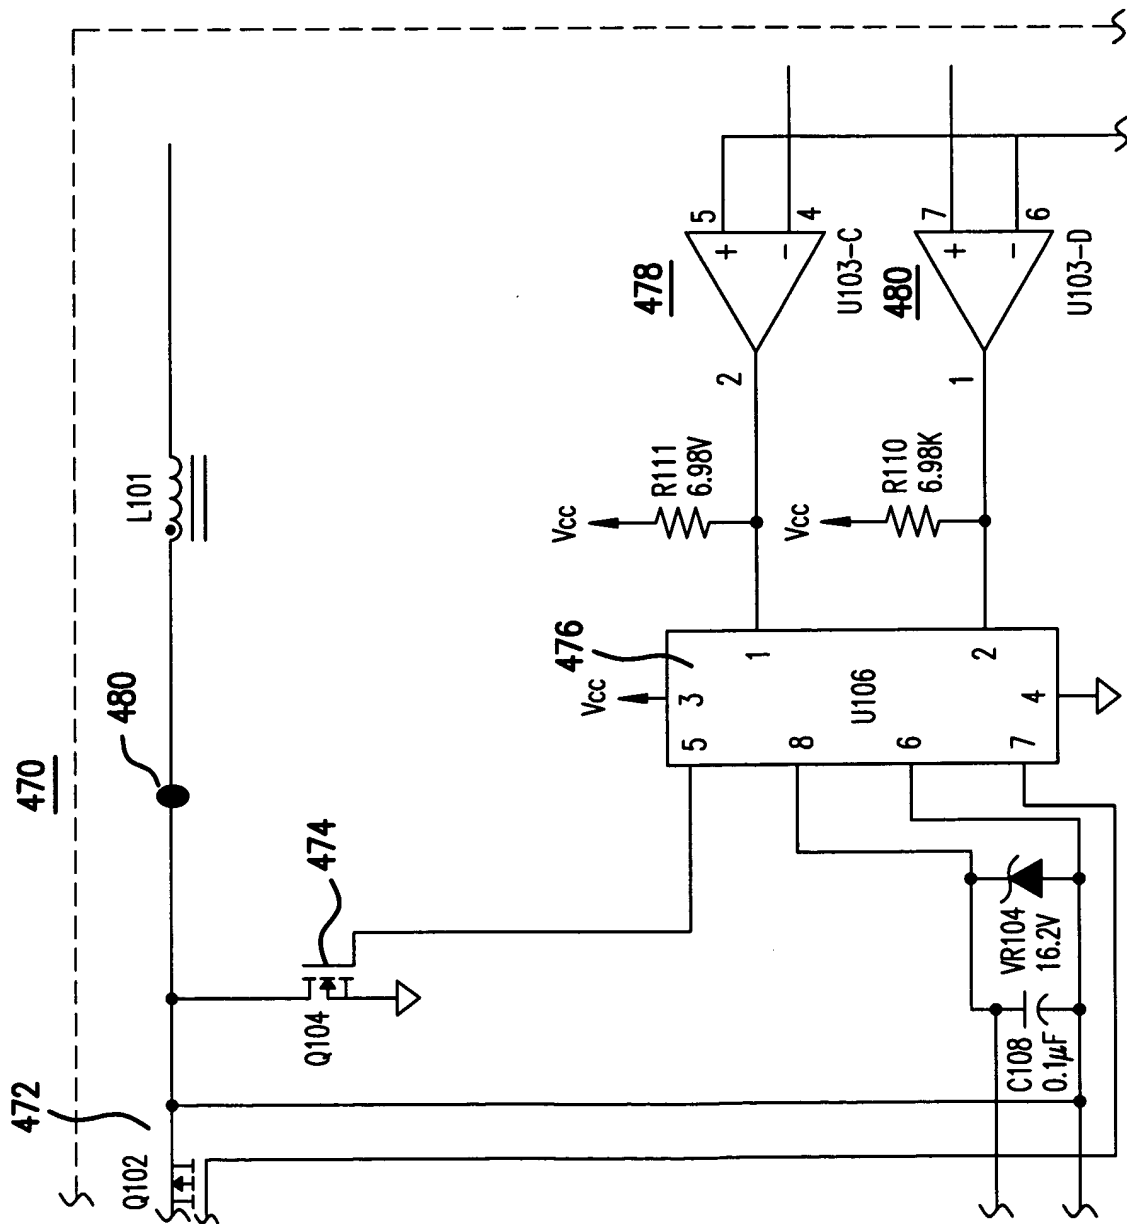 470
480
L101
472
Q102
Q104
474
Vcc
R111
6.98V
2
478
5
+
-
4
U103-C
476
Vcc
3
1
U106
2
4
5
8
6
7
Vcc
R110
6.98K
1
480
7
+
-
6
U103-D
VR104
16.2V
C108
0.1µF